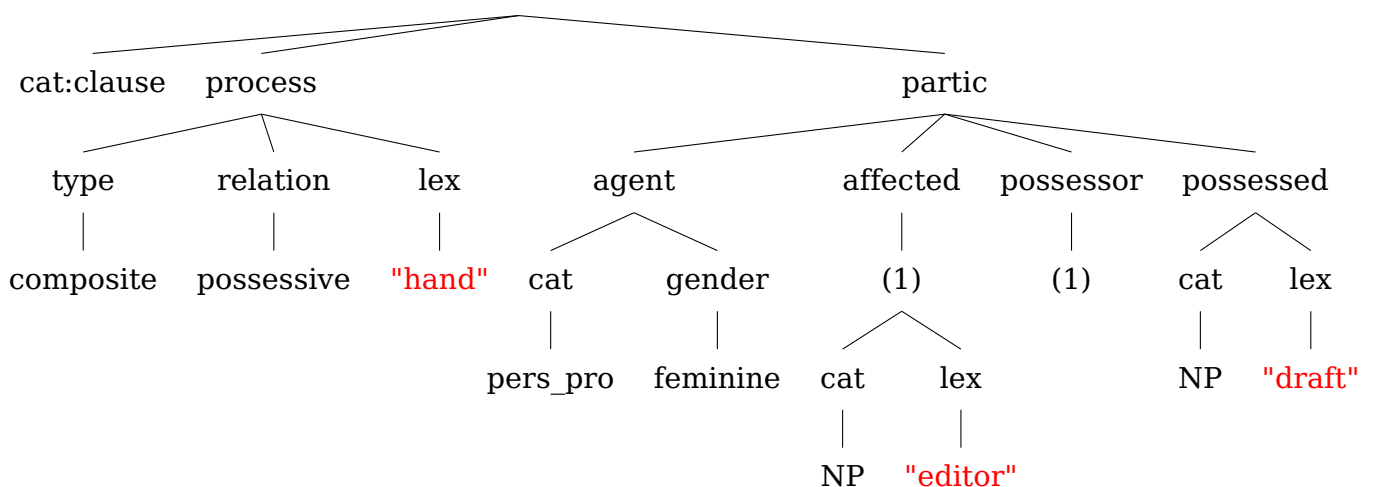 cat:clause process partic
type relation lex agent affected possessor possessed
composite possessive "hand" cat gender (1) (1) cat lex
pers_pro feminine cat lex NP "draft"
NP "editor"